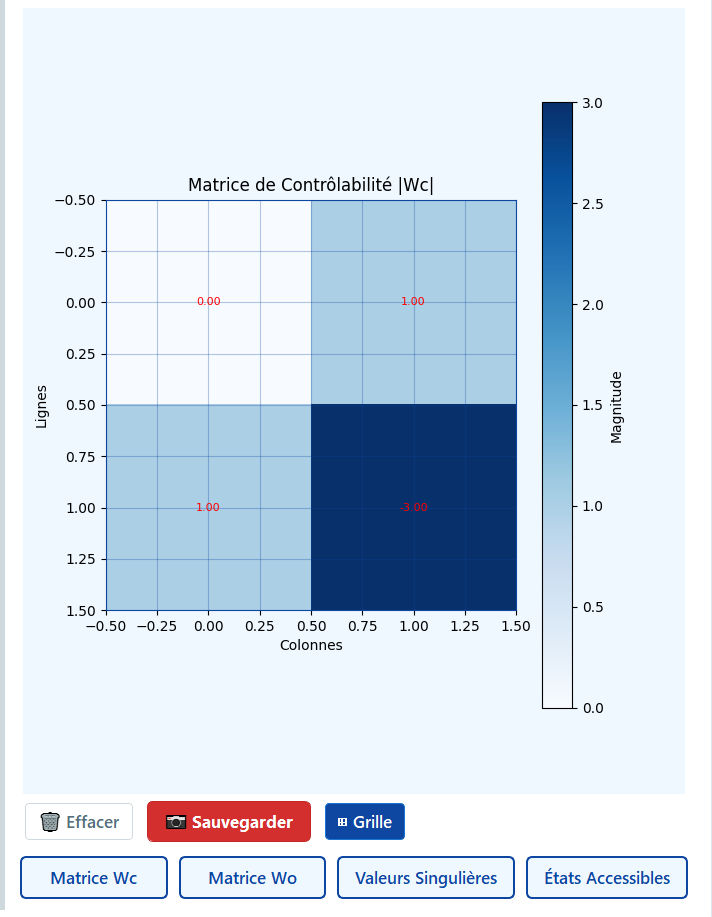 3.0
Matrice de Contrôlabilité |Wc|
−0.50
2.5
−0.25
0.00
0.00
1.00
2.0
0.25
Lignes
0.50
Magnitude
1.5
0.75
1.00
1.00
-3.00
1.0
1.25
0.5
1.50
−0.50 −0.25 0.00 0.25 0.50 0.75 1.00 1.25 1.50
Colonnes
0.0
Effacer Sauvegarder Grille
Matrice Wc Matrice Wo Valeurs Singulières États Accessibles